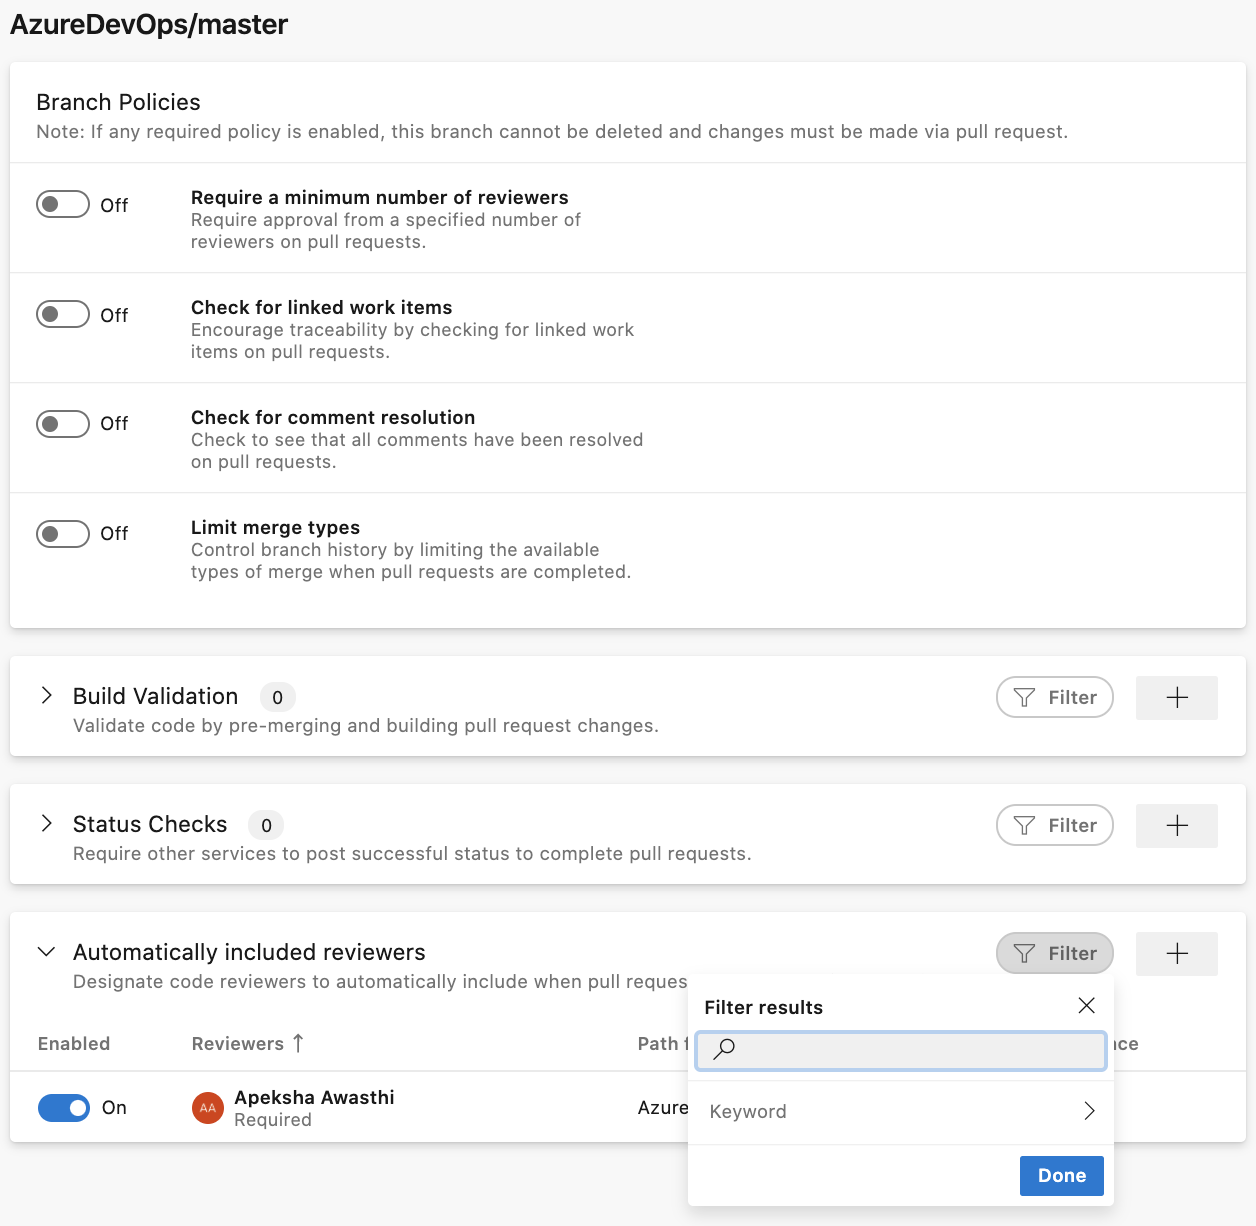 AzureDevOps/master
Branch Policies
Note: If any required policy is enabled, this branch cannot be deleted and changes must be made via pull request.
Off
Require a minimum number of reviewers
Require approval from a specified number of
reviewers on pull requests.
Off
Check for linked work items
Encourage traceability by checking for linked work
items on pull requests.
Off
Check for comment resolution
Check to see that all comments have been resolved
on pull requests.
Off
Limit merge types
Control branch history by limiting the available
types of merge when pull requests are completed.
Build Validation 0
Filter
Validate code by pre-merging and building pull request changes.
Status Checks 0
Filter
Require other services to post successful status to complete pull requests.
Automatically included reviewers
Filter
Designate code reviewers to automatically include when pull reques
Filter results
Enabled Reviewers ↑ Path
Keyword
On
AA
Apeksha Awasthi
Required
Azure
Done